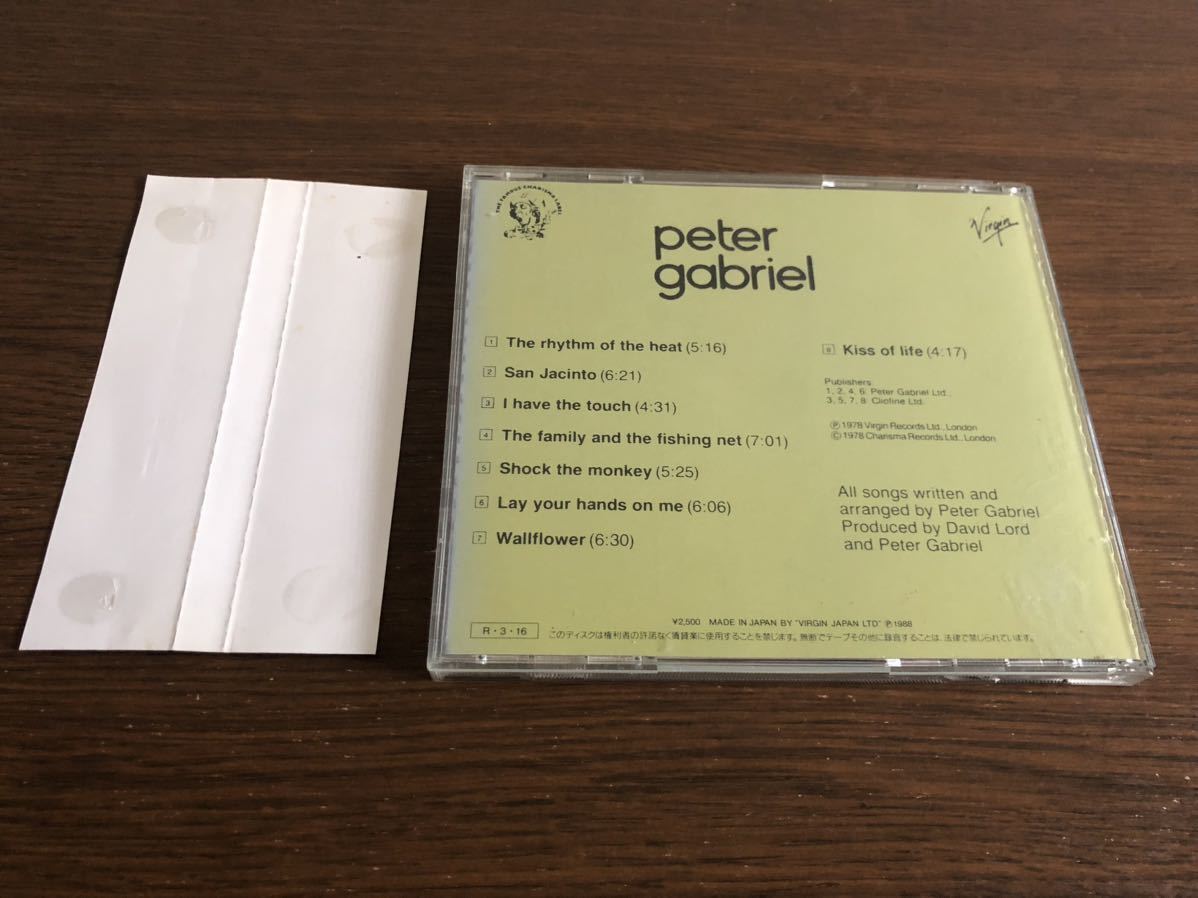 THE FAMOUS CHARISMA LABEL
peter
gabriel
Virgin
1 The rhythm of the heat (5:16)
2 San Jacinto (6:21)
3 I have the touch (4:31)
4 The family and the fishing net (7:01)
5 Shock the monkey (5:25)
6 Lay your hands on me (6:06)
7 Wallflower (6:30)
8 Kiss of life (4:17)
Publishers:
1, 2, 4, 6: Peter Gabriel Ltd.,
3, 5, 7, 8: Cliofine Ltd.
Ⓟ 1978 Virgin Records Ltd., London
© 1978 Charisma Records Ltd., London
All songs written and
arranged by Peter Gabriel
Produced by David Lord
and Peter Gabriel
¥2,500 MADE IN JAPAN BY "VIRGIN JAPAN LTD" Ⓟ1988
R・3・16
このディスクは権利者の許諾なく賃貸業に使用することを禁じます。無断でテープその他に録音することは、法律で禁じられています。